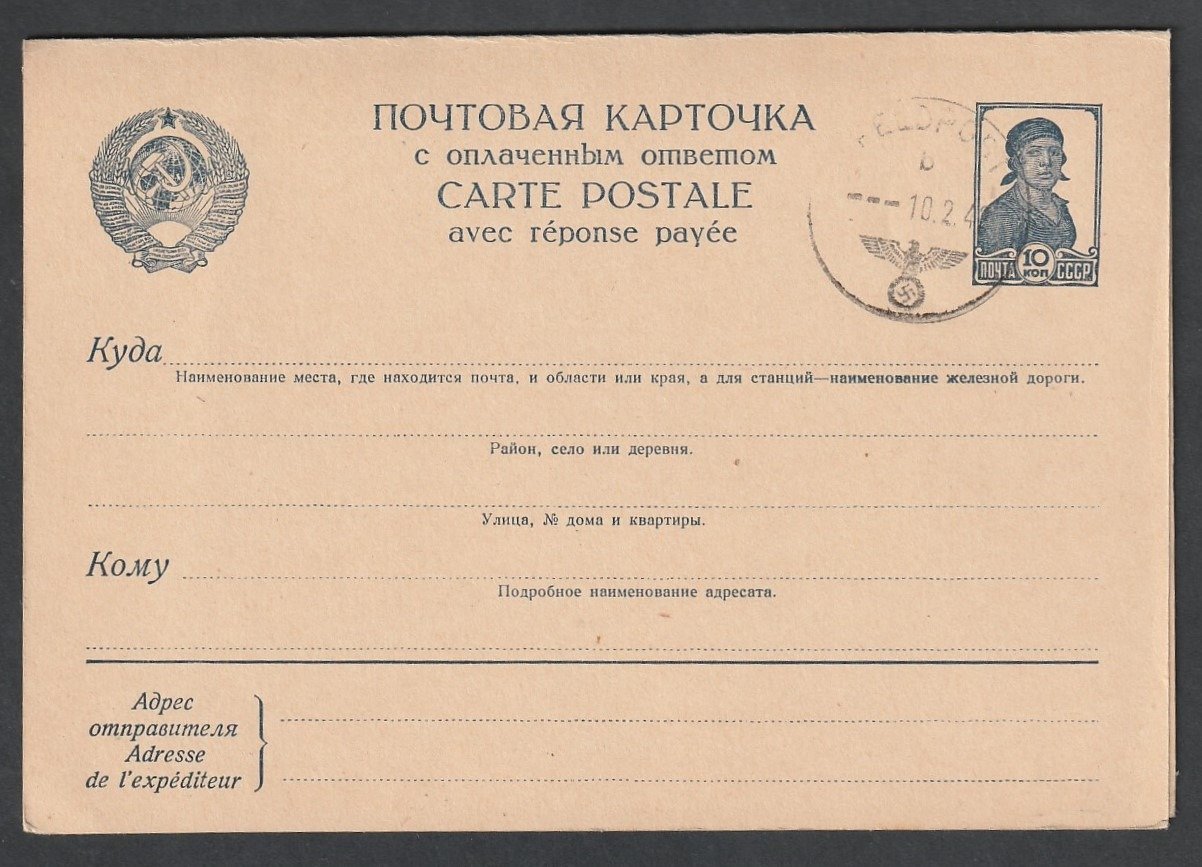 ПОЧТОВАЯ КАРТОЧКА
с оплаченным ответом
CARTE POSTALE
avec réponse payée
FELDPOST
b
--- 10.2.4
10
КОП
ПОЧТА СССР
Куда
Наименование места, где находится почта, и области или края, а для станций—наименование железной дороги.
Район, село или деревня.
Улица, № дома и квартиры.
Кому
Подробное наименование адресата.
Адрес
отправителя
Adresse
de l'expéditeur